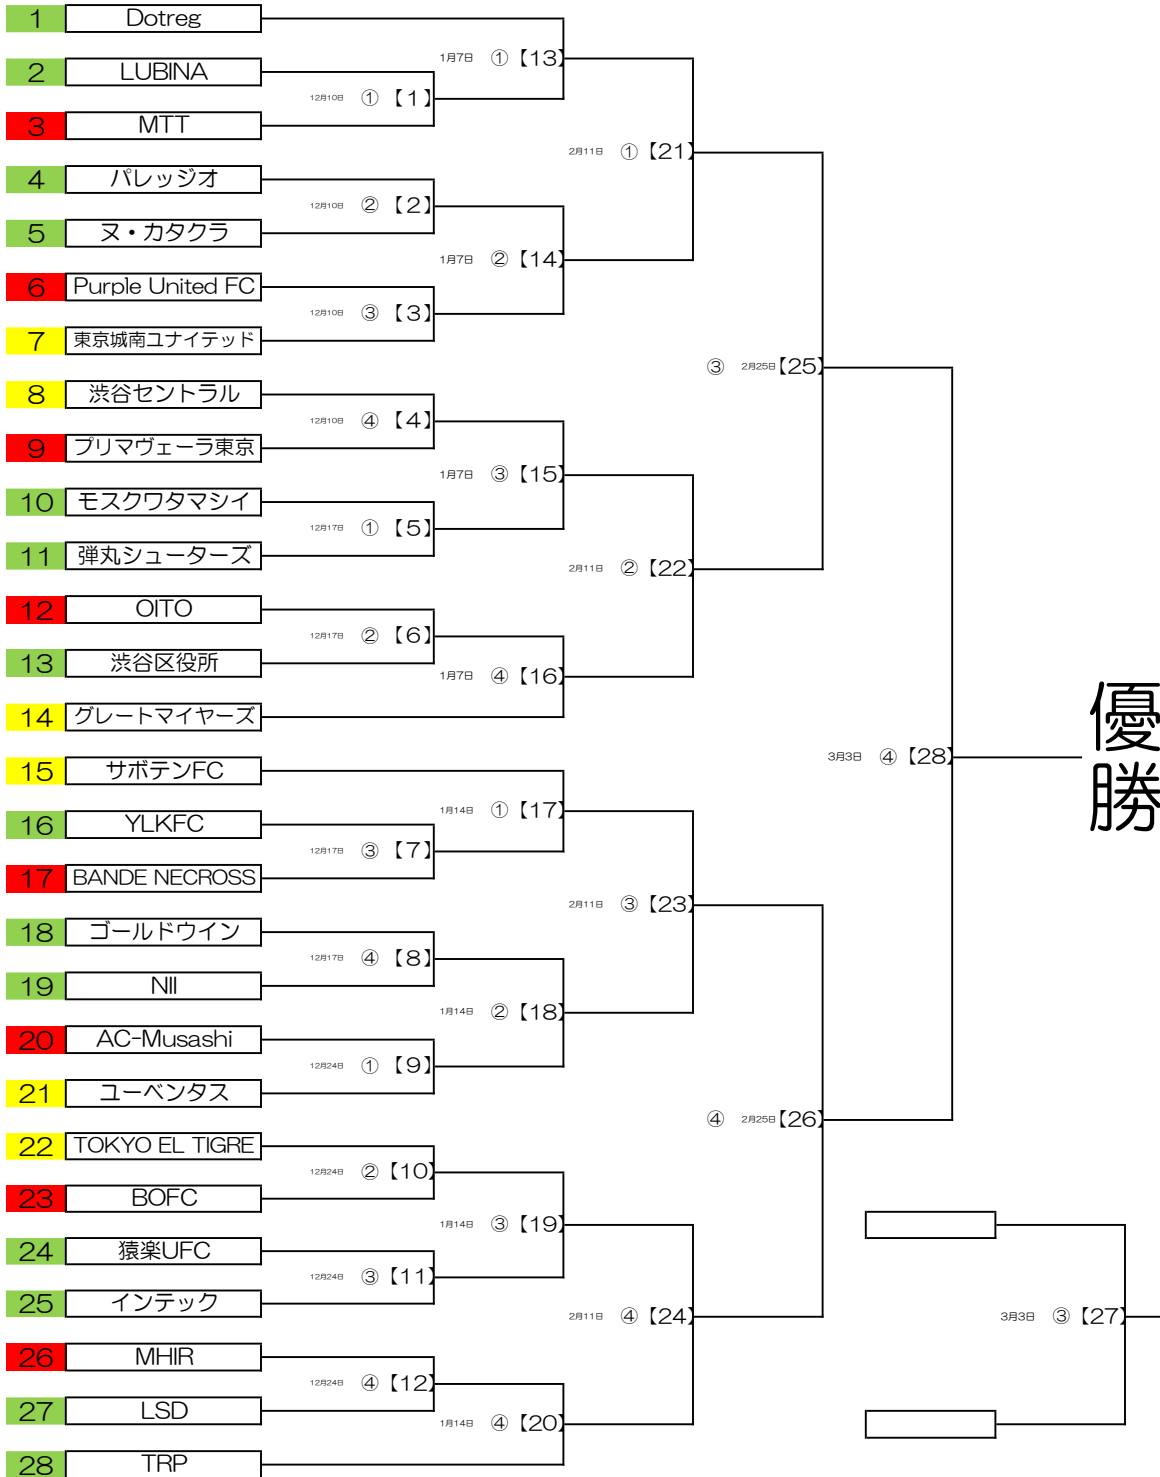 1 Dotreg
1月7日 ① 【13】
2 LUBINA
12月10日 ① 【1】
3 MTT
2月11日 ① 【21】
4 パレッジオ
12月10日 ② 【2】
5 ヌ・カタクラ
1月7日 ② 【14】
6 Purple United FC
12月10日 ③ 【3】
7 東京城南ユナイテッド
③ 2月25日 【25】
8 渋谷セントラル
12月10日 ④ 【4】
9 プリマヴェーラ東京
1月7日 ③ 【15】
10 モスクワタマシイ
12月17日 ① 【5】
11 弾丸シューターズ
2月11日 ② 【22】
12 OITO
12月17日 ② 【6】
13 渋谷区役所
1月7日 ④ 【16】
14 グレートマイヤーズ
3月3日 ④ 【28】
優勝
15 サボテンFC
1月14日 ① 【17】
16 YLKFC
12月17日 ③ 【7】
17 BANDE NECROSS
2月11日 ③ 【23】
18 ゴールドウイン
12月17日 ④ 【8】
19 NII
1月14日 ② 【18】
20 AC-Musashi
12月24日 ① 【9】
21 ユーベンタス
④ 2月25日 【26】
22 TOKYO EL TIGRE
12月24日 ② 【10】
23 BOFC
1月14日 ③ 【19】
24 猿楽UFC
12月24日 ③ 【11】
25 インテック
2月11日 ④ 【24】
3月3日 ③ 【27】
26 MHIR
12月24日 ④ 【12】
27 LSD
1月14日 ④ 【20】
28 TRP